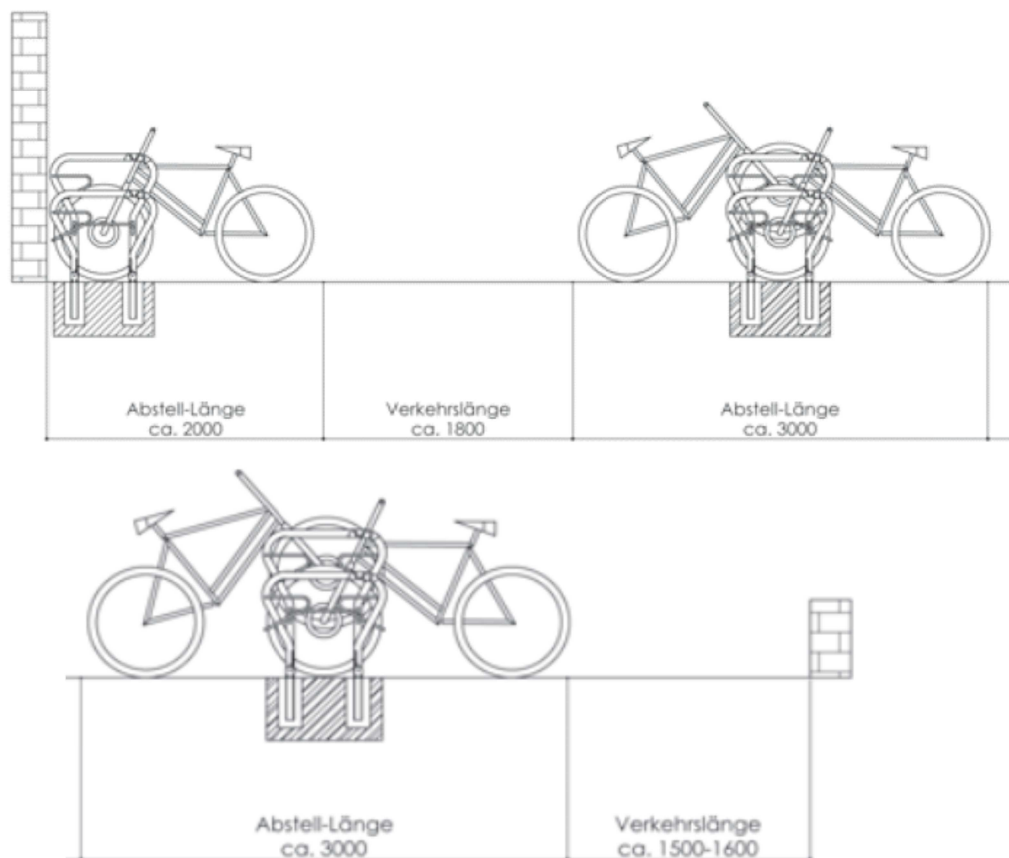 Abstell-Länge
ca. 2000
Verkehrslänge
ca. 1800
Abstell-Länge
ca. 3000
Abstell-Länge
ca. 3000
Verkehrslänge
ca. 1500-1600